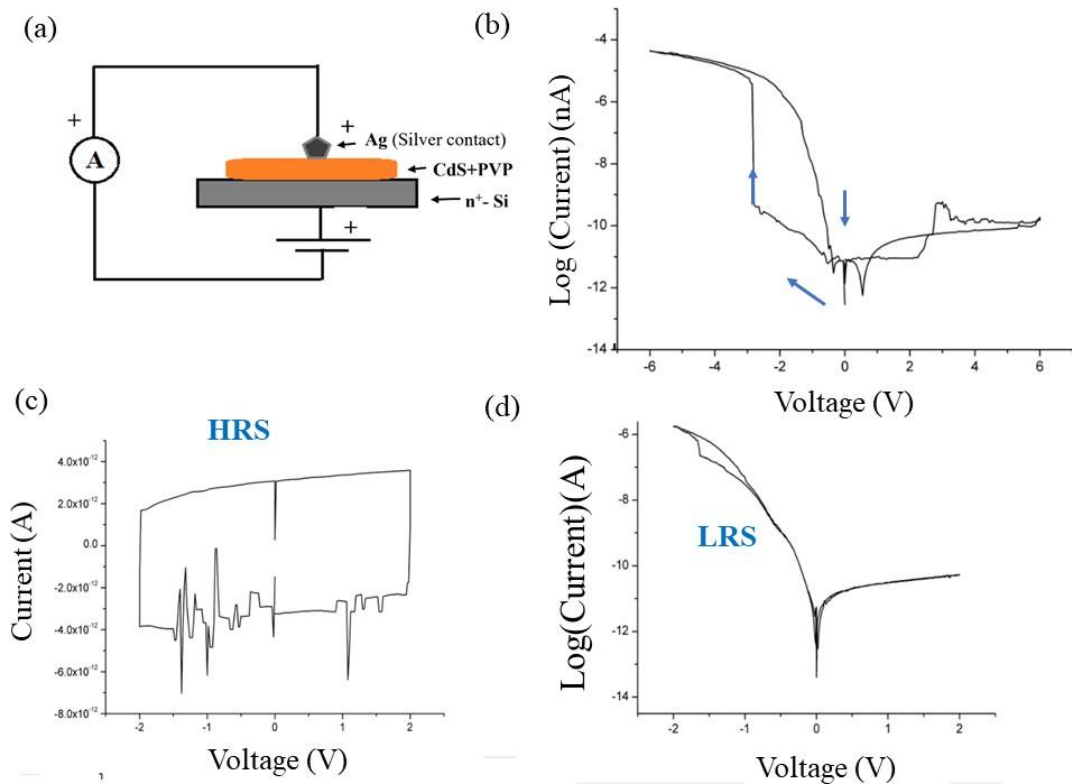 (a)
+
+
A
Ag (Silver contact)
CdS+PVP
n⁺- Si
+
(b)
Log (Current) (nA)
-4
-6
-8
-10
-12
-14
-6
-4
-2
0
2
4
6
Voltage (V)
(c)
HRS
Current (A)
4.0x10⁻¹²
2.0x10⁻¹²
0.0
-2.0x10⁻¹²
-4.0x10⁻¹²
-6.0x10⁻¹²
-8.0x10⁻¹²
-2
-1
0
1
2
Voltage (V)
(d)
LRS
Log(Current)(A)
-6
-8
-10
-12
-14
-2
-1
0
1
2
Voltage (V)